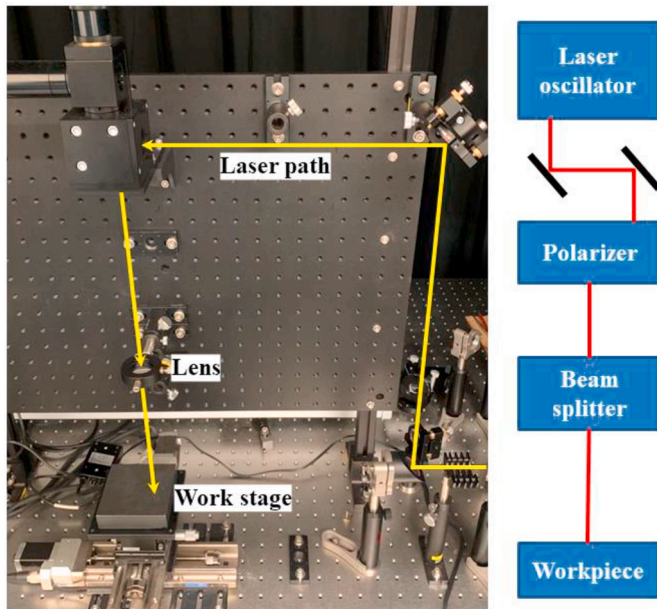 Laser path
Lens
Work stage
Laser
oscillator
Polarizer
Beam
splitter
Workpiece